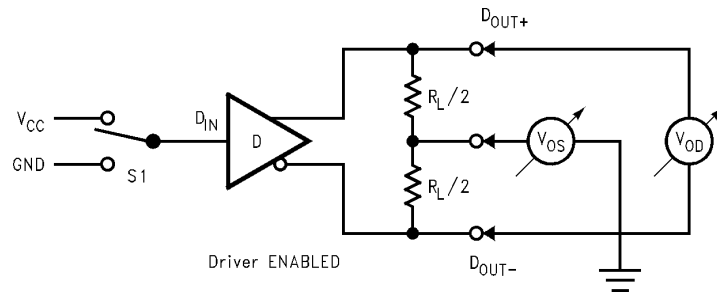 DOUT+
VCC
DIN
RL/2
D
VOS
VOD
GND
S1
RL/2
Driver ENABLED
DOUT-